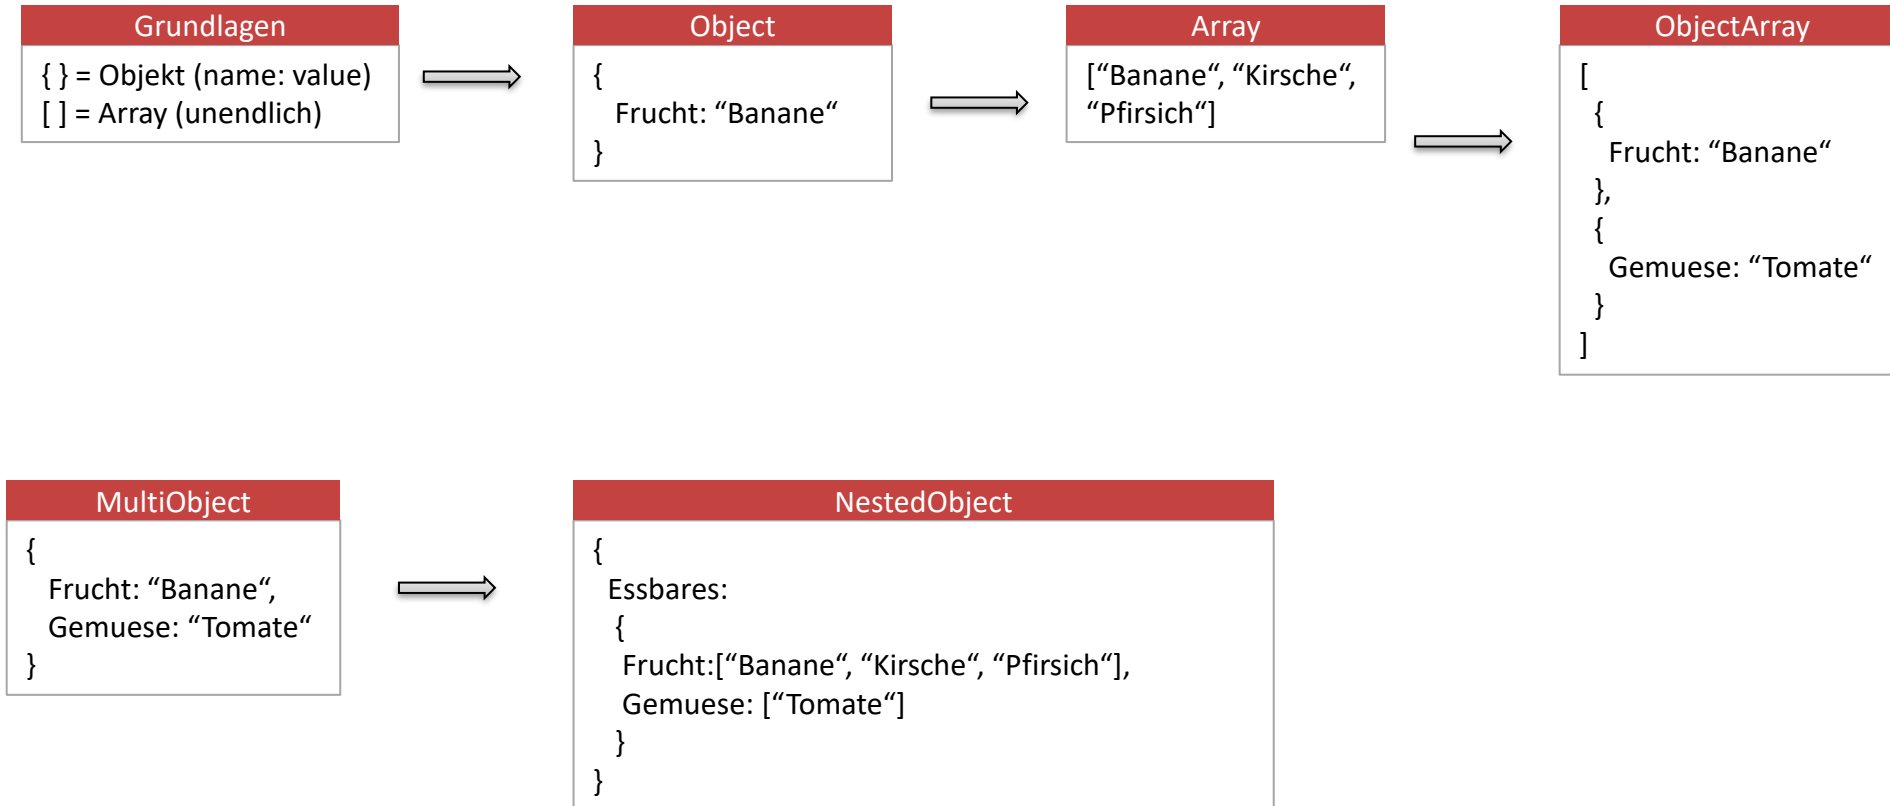 Grundlagen
{ } = Objekt (name: value)
[ ] = Array (unendlich)
Object
{
Frucht: “Banane“
}
Array
[“Banane“, “Kirsche“,
“Pfirsich“]
ObjectArray
[
{
Frucht: “Banane“
},
{
Gemuese: “Tomate“
}
]
MultiObject
{
Frucht: “Banane“,
Gemuese: “Tomate“
}
NestedObject
{
Essbares:
{
Frucht:[“Banane“, “Kirsche“, “Pfirsich“],
Gemuese: [“Tomate“]
}
}